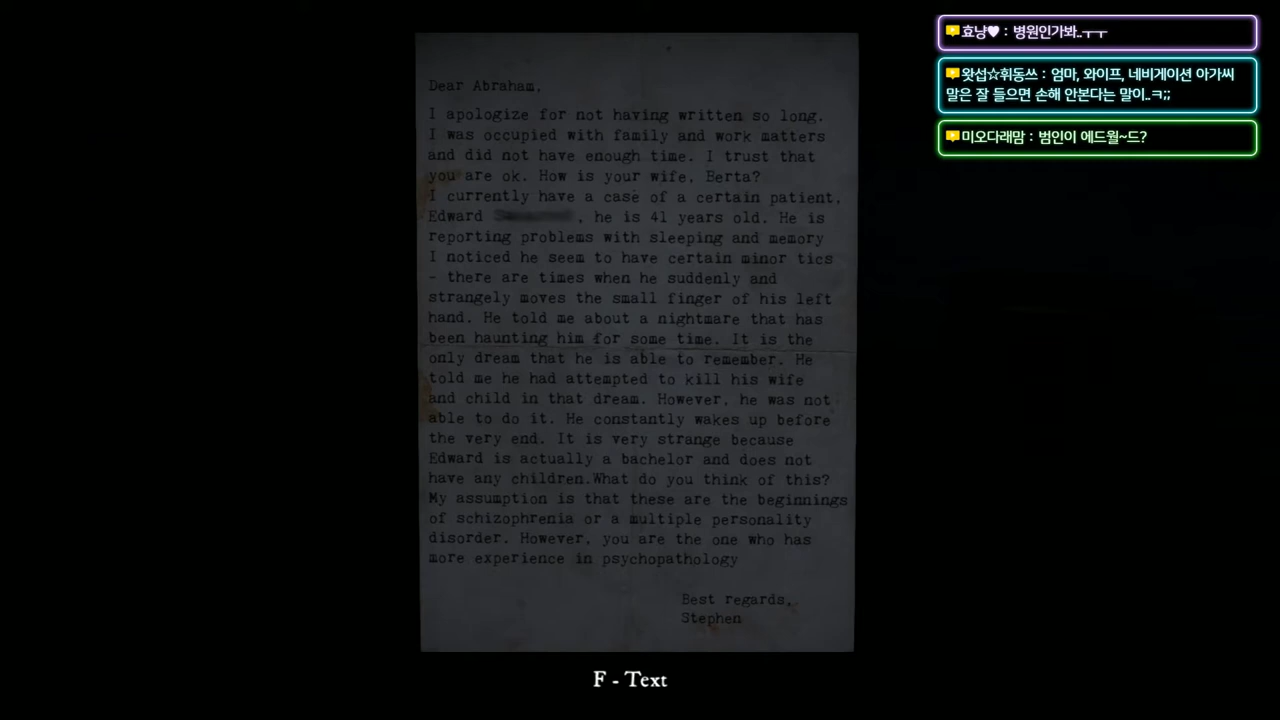 Dear Abraham,
I apologize for not having written so long.
I was occupied with family and work matters
and did not have enough time. I trust that
you are ok. How is your wife, Berta?
I currently have a case of a certain patient,
Edward , he is 41 years old. He is
reporting problems with sleeping and memory
I noticed he seem to have certain minor tics
- there are times when he suddenly and
strangely moves the small finger of his left
hand. He told me about a nightmare that has
been haunting him for some time. It is the
only dream that he is able to remember. He
told me he had attempted to kill his wife
and child in that dream. However, he was not
able to do it. He constantly wakes up before
the very end. It is very strange because
Edward is actually a bachelor and does not
have any children.What do you think of this?
My assumption is that these are the beginnings
of schizophrenia or a multiple personality
disorder. However, you are the one who has
more experience in psychopathology
Best regards,
Stephen
F - Text
효냥♥ : 병원인가봐..ㅜㅜ
왓섭☆휘동쓰 : 엄마, 와이프, 네비게이션 아가씨
말은 잘 들으면 손해 안본다는 말이..ㅋ;;
미오다래맘 : 범인이 에드월~드?